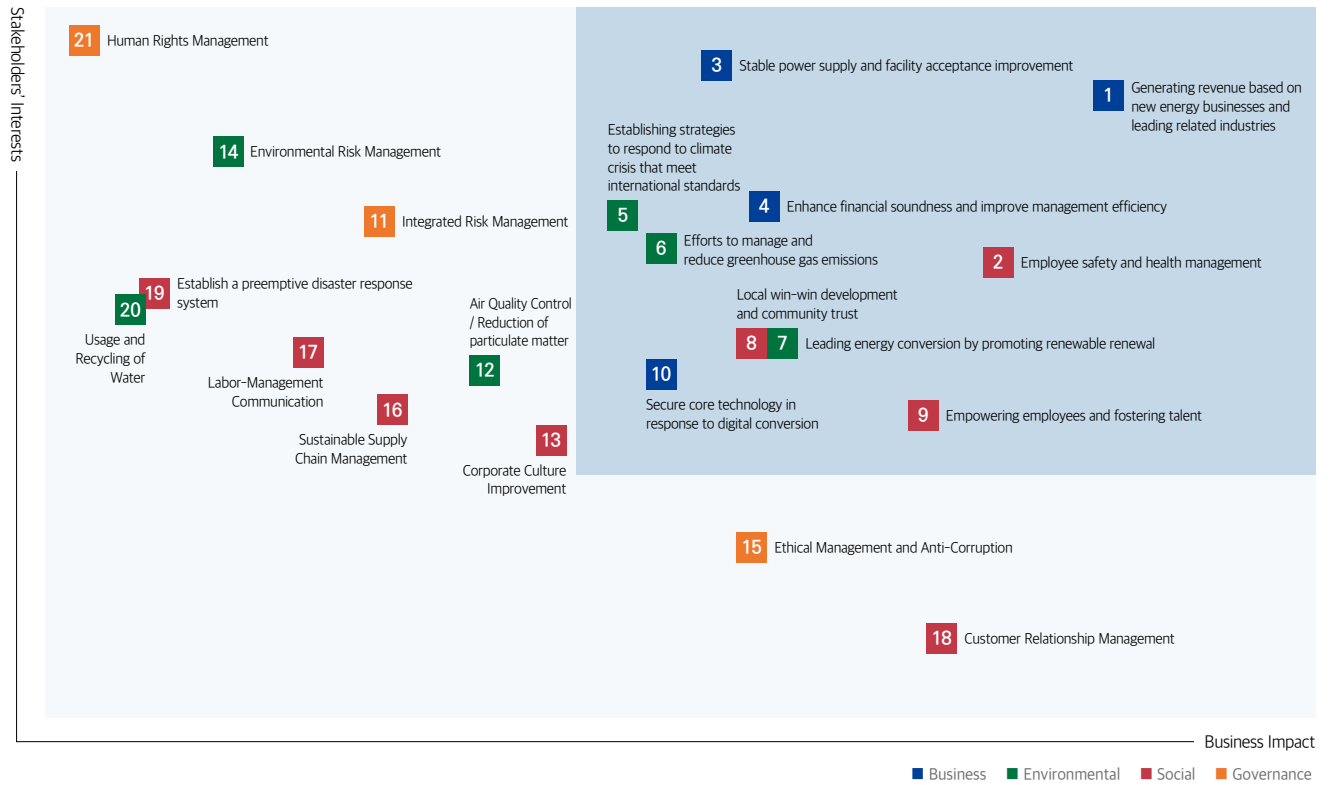 Stakeholders' Interests
21 Human Rights Management
3 Stable power supply and facility acceptance improvement
1 Generating revenue based on
new energy businesses and
leading related industries
14 Environmental Risk Management
Establishing strategies
to respond to climate
crisis that meet
international standards
5
4 Enhance financial soundness and improve management efficiency
11 Integrated Risk Management
6 Efforts to manage and
reduce greenhouse gas emissions
2 Employee safety and health management
19 Establish a preemptive disaster response
system
20
Usage and
Recycling of
Water
Air Quality Control
/ Reduction of
particulate matter
12
Local win-win development
and community trust
8 7 Leading energy conversion by promoting renewable renewal
17
Labor-Management
Communication
10
Secure core technology in
response to digital conversion
16
Sustainable Supply
Chain Management
9 Empowering employees and fostering talent
13
Corporate Culture
Improvement
15 Ethical Management and Anti-Corruption
18 Customer Relationship Management
Business Impact
Business Environmental Social Governance